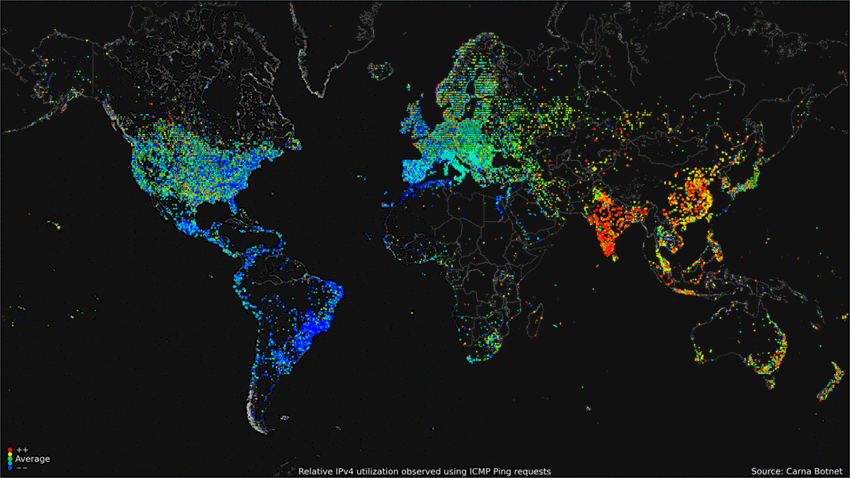 ++
Average
−−
Relative IPv4 utilization observed using ICMP Ping requests
Source: Carna Botnet